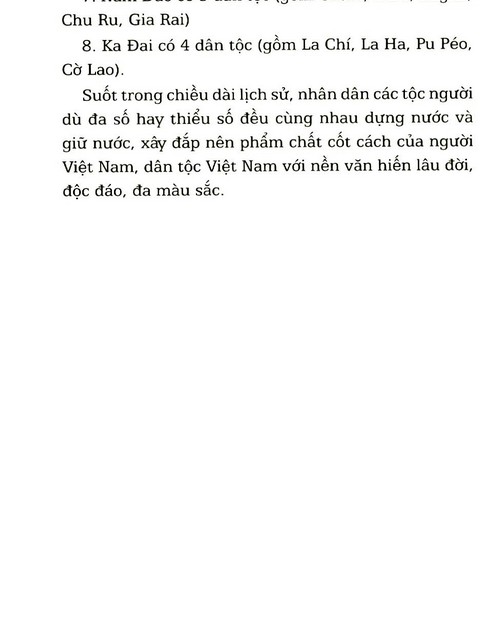 Chu Ru, Gia Rai)
8. Ka Đai có 4 dân tộc (gồm La Chí, La Ha, Pu Péo,
Cờ Lao).
Suốt trong chiều dài lịch sử, nhân dân các tộc người
dù đa số hay thiểu số đều cùng nhau dựng nước và
giữ nước, xây đắp nên phẩm chất cốt cách của người
Việt Nam, dân tộc Việt Nam với nền văn hiến lâu đời,
độc đáo, đa màu sắc.